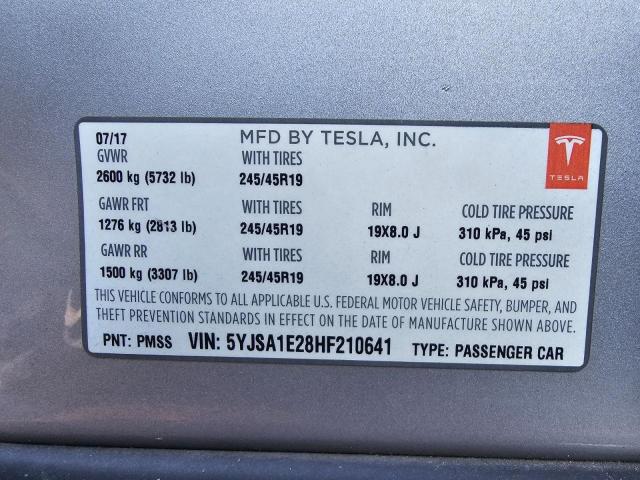 07/17 MFD BY TESLA, INC.
GVWR WITH TIRES
2600 kg (5732 lb) 245/45R19
TESLA
GAWR FRT WITH TIRES RIM COLD TIRE PRESSURE
1276 kg (2813 lb) 245/45R19 19X8.0 J 310 kPa, 45 psi
GAWR RR WITH TIRES RIM COLD TIRE PRESSURE
1500 kg (3307 lb) 245/45R19 19X8.0 J 310 kPa, 45 psi
THIS VEHICLE CONFORMS TO ALL APPLICABLE U.S. FEDERAL MOTOR VEHICLE SAFETY, BUMPER, AND
THEFT PREVENTION STANDARDS IN EFFECT ON THE DATE OF MANUFACTURE SHOWN ABOVE.
PNT: PMSS VIN: 5YJSA1E28HF210641 TYPE: PASSENGER CAR